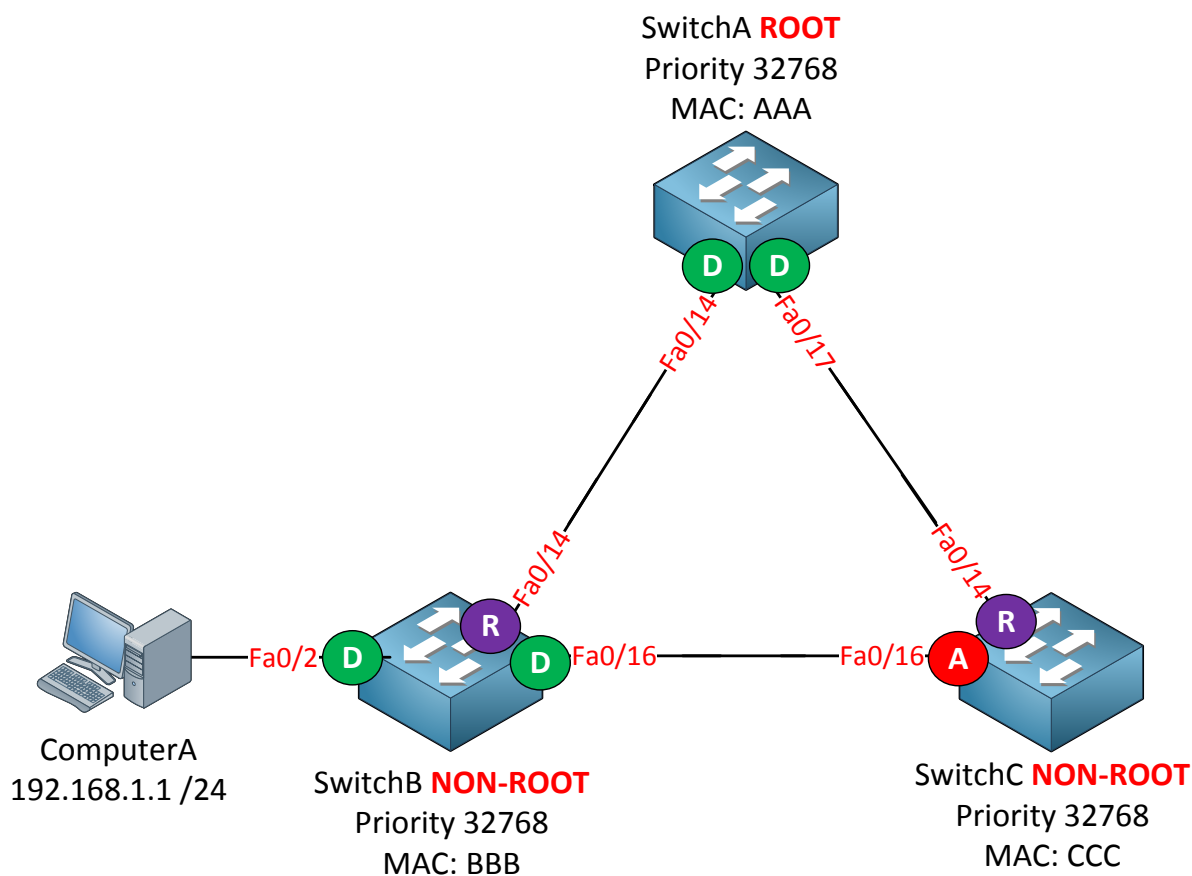 SwitchA ROOT
Priority 32768
MAC: AAA
D
D
Fa0/14
Fa0/17
Fa0/14
Fa0/14
R
R
Fa0/2
D
D
Fa0/16
Fa0/16
A
ComputerA
192.168.1.1 /24
SwitchB NON-ROOT
Priority 32768
MAC: BBB
SwitchC NON-ROOT
Priority 32768
MAC: CCC